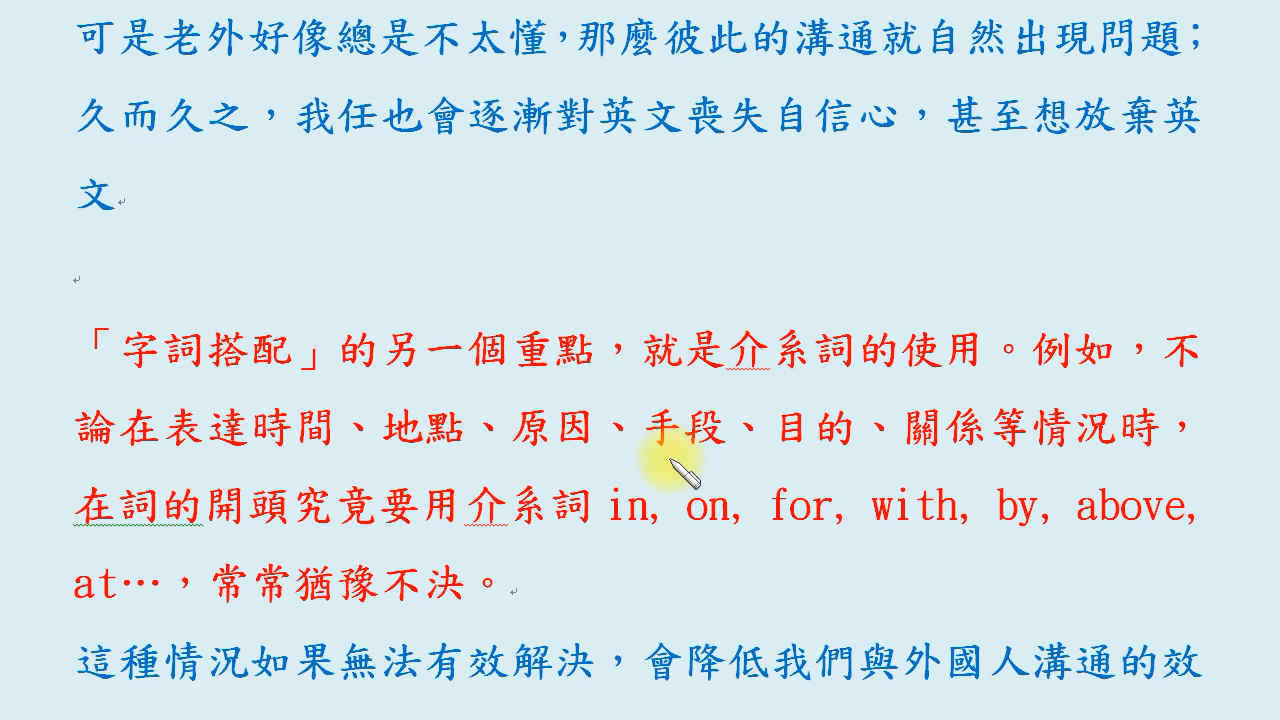 可是老外好像總是不太懂，那麼彼此的溝通就自然出現問題；
久而久之，我任也會逐漸對英文喪失自信心，甚至想放棄英
文
「字詞搭配」的另一個重點，就是介系詞的使用。例如，不
論在表達時間、地點、原因、手段、目的、關係等情況時，
在詞的開頭究竟要用介系詞 in, on, for, with, by, above,
at…，常常猶豫不決。
這種情況如果無法有效解決，會降低我們與外國人溝通的效